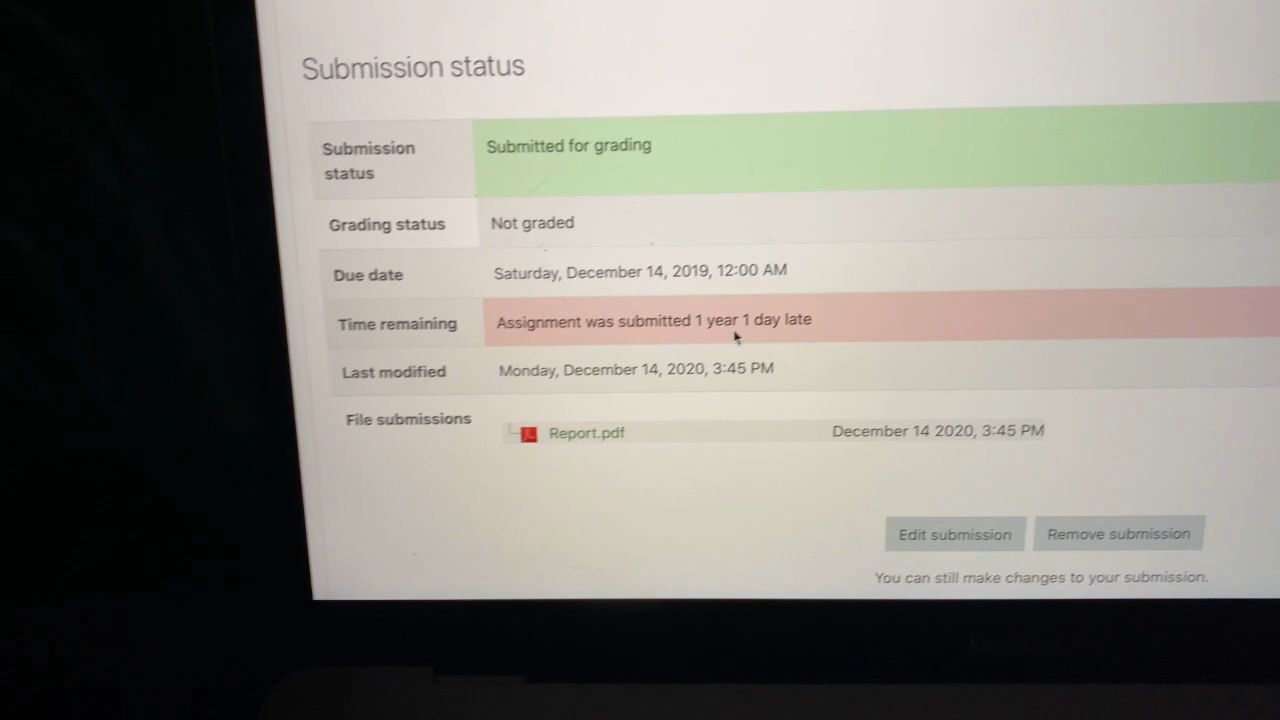 Submission status
Submission status
Submitted for grading
Grading status
Not graded
Due date
Saturday, December 14, 2019, 12:00 AM
Time remaining
Assignment was submitted 1 year 1 day late
Last modified
Monday, December 14, 2020, 3:45 PM
File submissions
Report.pdf
December 14 2020, 3:45 PM
Edit submission
Remove submission
You can still make changes to your submission.